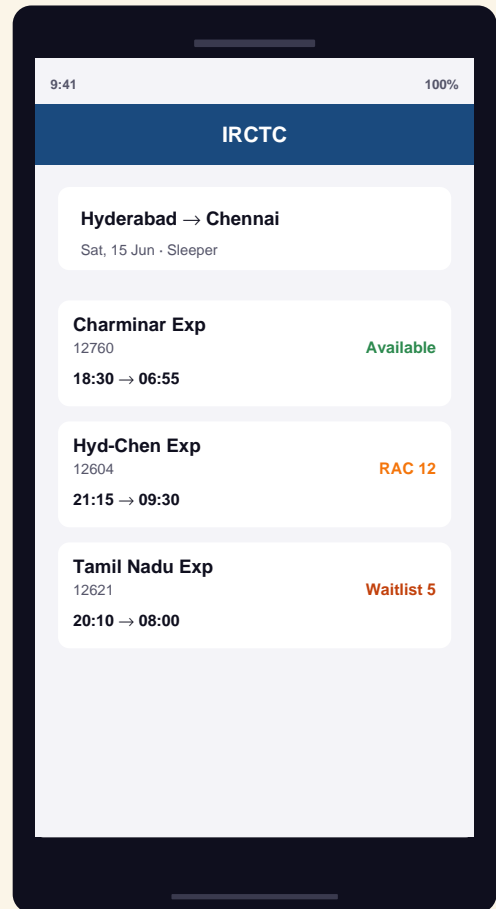 9:41 100%
IRCTC
Hyderabad → Chennai
Sat, 15 Jun · Sleeper
Charminar Exp
12760 Available
18:30 → 06:55
Hyd-Chen Exp
12604 RAC 12
21:15 → 09:30
Tamil Nadu Exp
12621 Waitlist 5
20:10 → 08:00